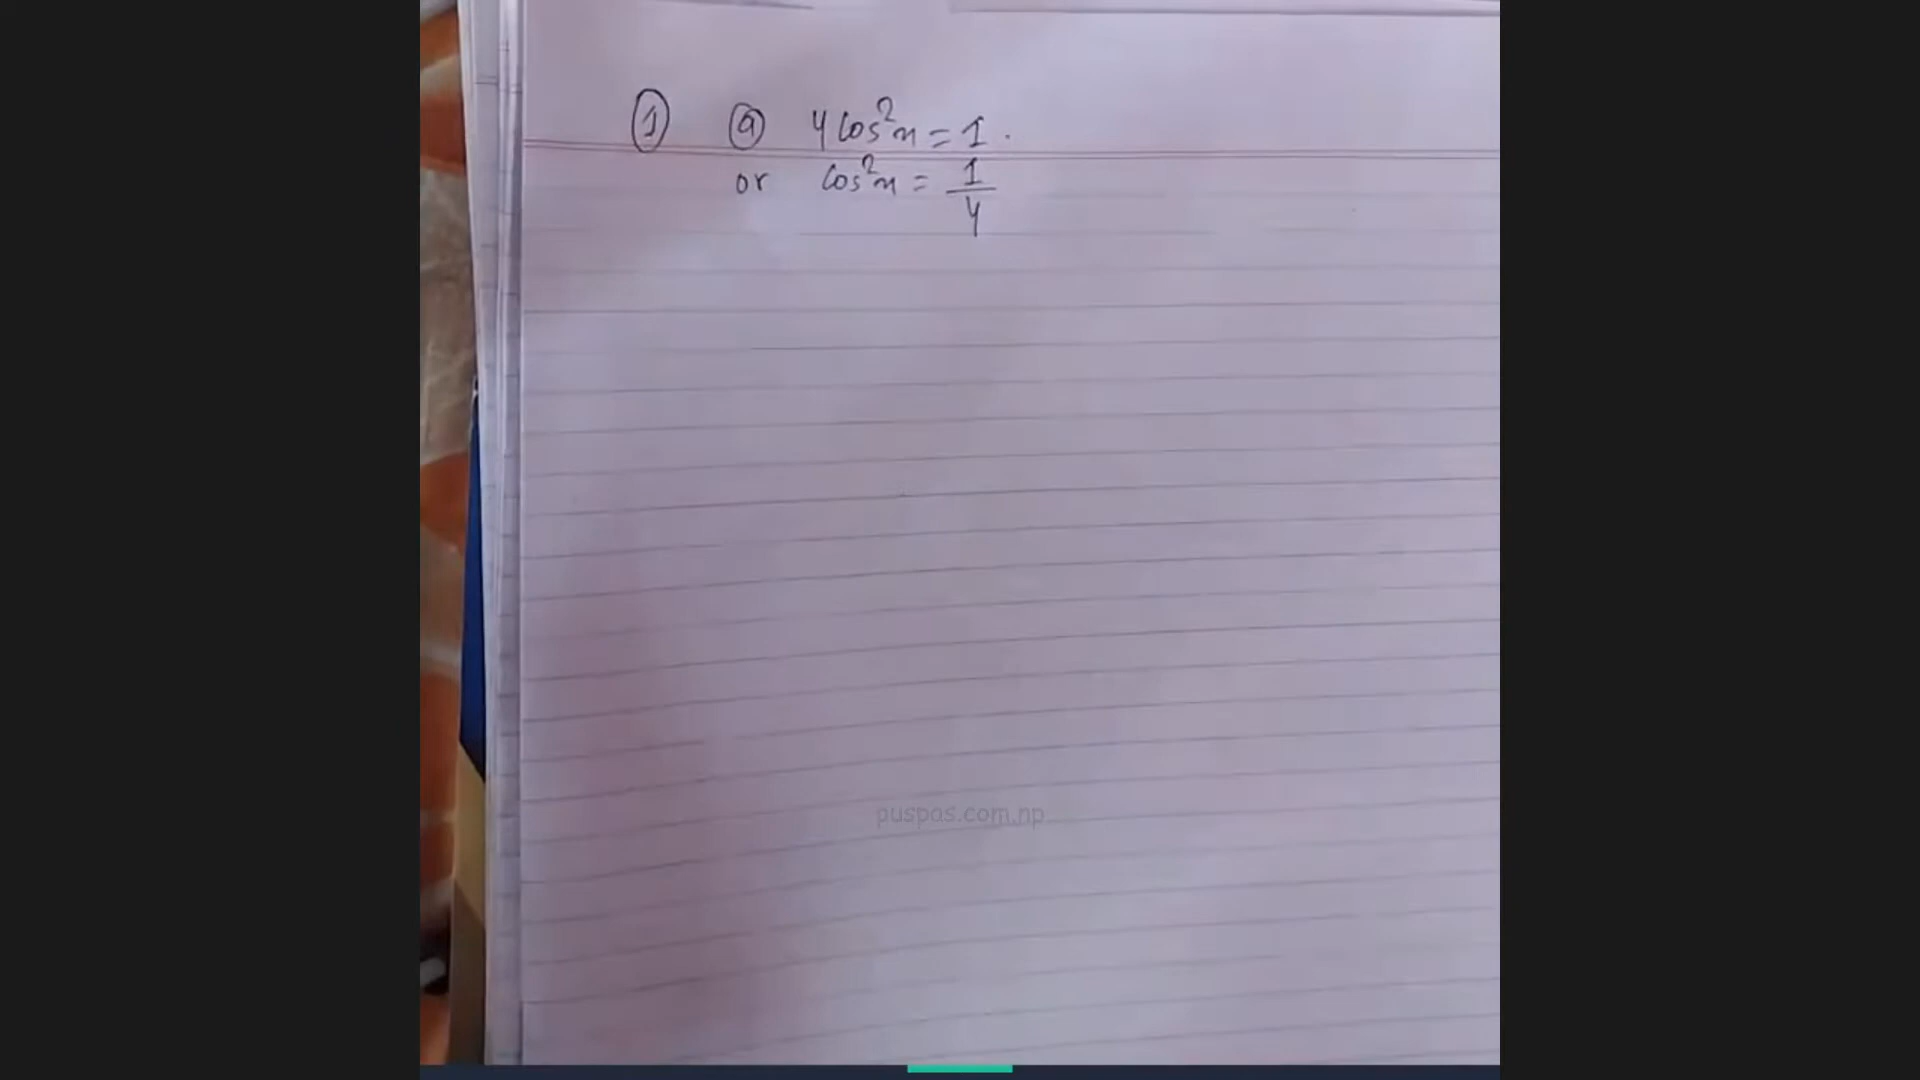 ① ⓐ 4 cos²x = 1.
or cos²x = 1/4
puspas.com.np